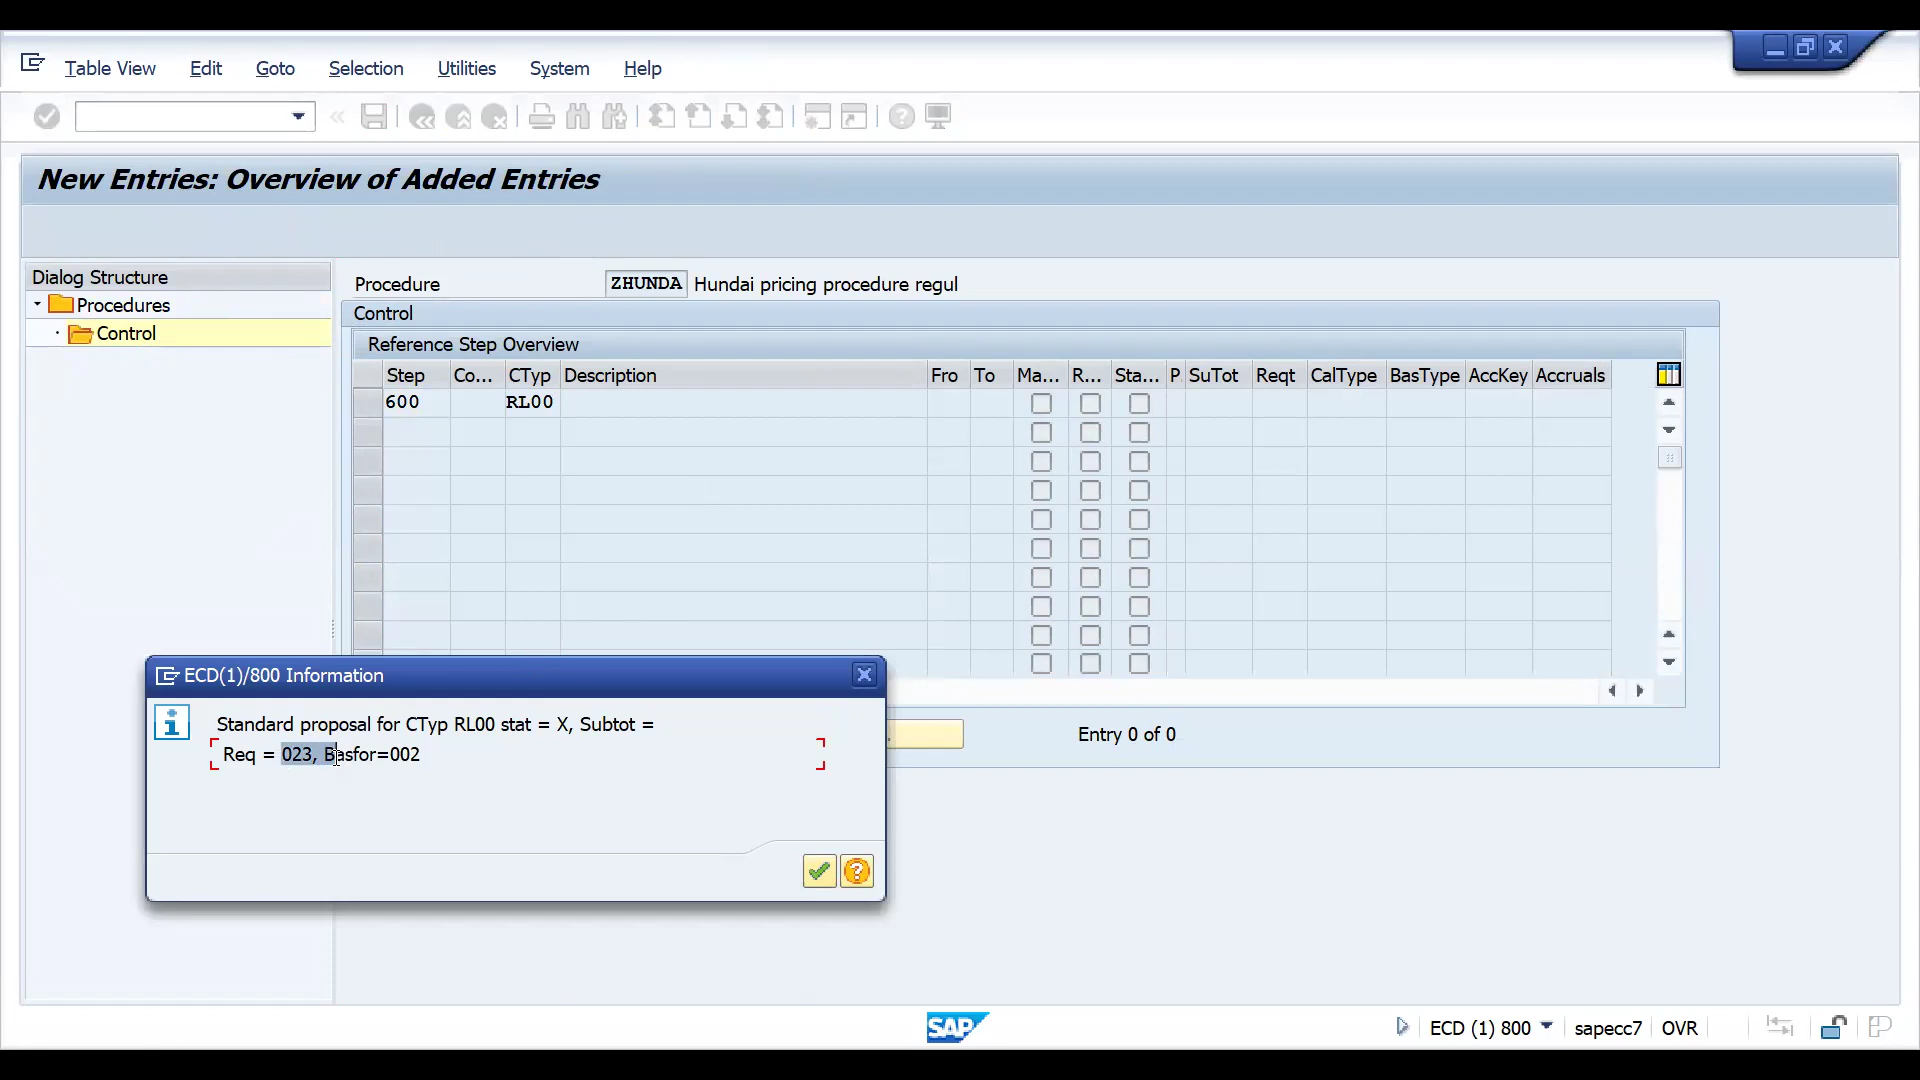 Table View Edit Goto Selection Utilities System Help
New Entries: Overview of Added Entries
Dialog Structure
Procedures
Control
Procedure ZHUNDA Hundai pricing procedure regul
Control
Reference Step Overview
Step Co... CTyp Description Fro To Ma... R... Sta... P SuTot Reqt CalType BasType AccKey Accruals
600 RL00
ECD(1)/800 Information
Standard proposal for CTyp RL00 stat = X, Subtot =
Req = 023, Basfor=002
Entry 0 of 0
SAP ECD (1) 800 sapecc7 OVR